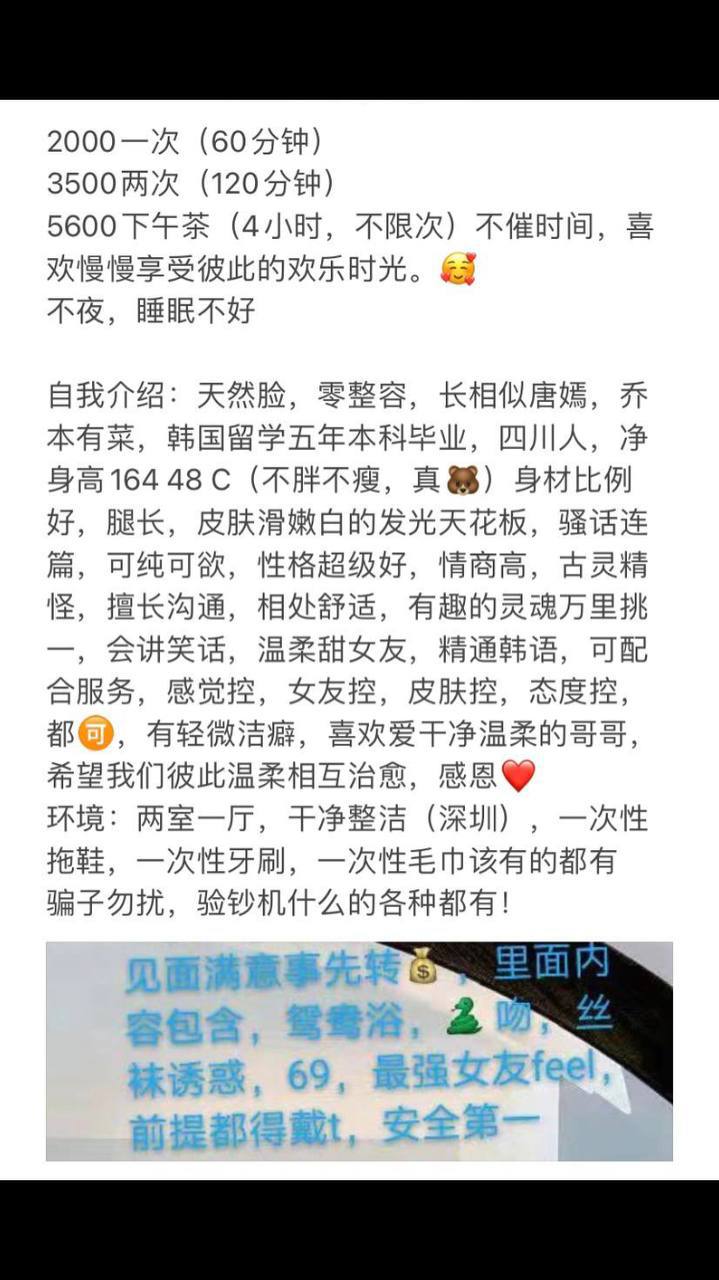 2000一次（60分钟）
3500两次（120分钟）
5600下午茶（4小时，不限次）不催时间，喜
欢慢慢享受彼此的欢乐时光。🥰
不夜，睡眠不好
自我介绍：天然脸，零整容，长相似唐嫣，乔
本有菜，韩国留学五年本科毕业，四川人，净
身高164 48 C（不胖不瘦，真🐻）身材比例
好，腿长，皮肤滑嫩白的发光天花板，骚话连
篇，可纯可欲，性格超级好，情商高，古灵精
怪，擅长沟通，相处舒适，有趣的灵魂万里挑
一，会讲笑话，温柔甜女友，精通韩语，可配
合服务，感觉控，女友控，皮肤控，态度控，
都🉑，有轻微洁癖，喜欢爱干净温柔的哥哥，
希望我们彼此温柔相互治愈，感恩❤️
环境：两室一厅，干净整洁（深圳），一次性
拖鞋，一次性牙刷，一次性毛巾该有的都有
骗子勿扰，验钞机什么的各种都有！
见面满意事先转💰，里面内
容包含，鸳鸯浴，🐍吻，丝
袜诱惑，69，最强女友feel，
前提都得戴t，安全第一